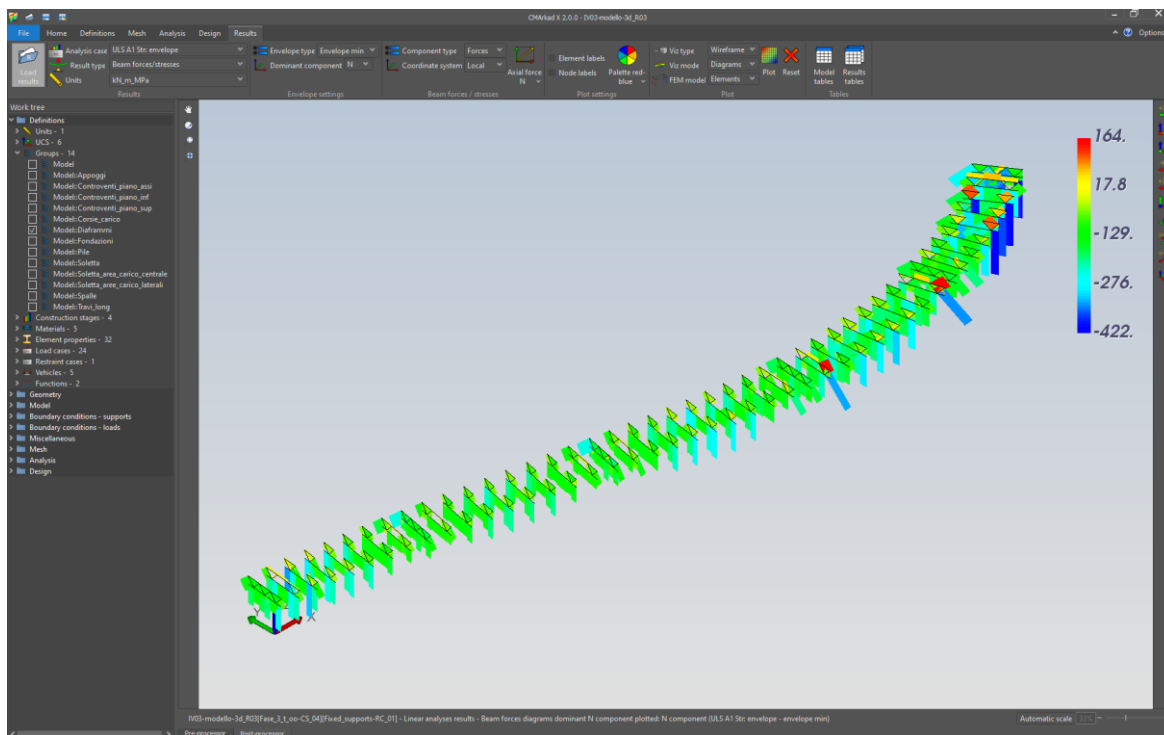 CMArkad X 2.0.0 - [IV03-modello-3d_R03
File Home Definitions Mesh Analysis Design Results Options
Load results
Analysis case ULS A1 Str: envelope
Result type Beam forces/stresses
Units kN_m_MPa
Results
Envelope type Envelope min
Dominant component N
Envelope settings
Component type Forces
Coordinate system Local
Axial force N
Beam forces / stresses
Element labels
Node labels
Palette red-blue
Plot settings
Viz type Wireframe
Viz mode Diagrams
FEM model Elements
Plot Reset
Plot
Model tables
Results tables
Tables
Work tree
Definitions
Units - 1
UCS - 6
Groups - 14
Model
Model::Appoggi
Model::Controventi_piano_assi
Model::Controventi_piano_inf
Model::Controventi_piano_sup
Model::Corsie_carico
Model::Diaframmi
Model::Fondazioni
Model::Pile
Model::Soletta
Model::Soletta_area_carico_centrale
Model::Soletta_aree_carico_laterali
Model::Spalle
Model::Travi_long
Construction stages - 4
Materials - 5
Element properties - 32
Load cases - 24
Restraint cases - 1
Vehicles - 5
Functions - 2
Geometry
Model
Boundary conditions - supports
Boundary conditions - loads
Miscellaneous
Mesh
Analysis
Design
164.
17.8
-129.
-276.
-422.
Y
X
IV03-modello-3d_R03[Fase_3_t_oo-CS_04][Fixed_supports-RC_01] - Linear analyses results - Beam forces diagrams dominant N component plotted: N component (ULS A1 Str: envelope - envelope min)
Automatic scale 33%
Pre-processor Post-processor